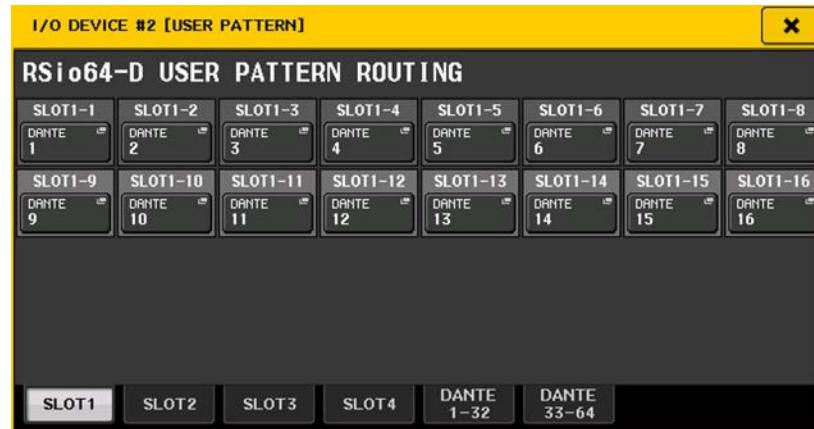 I/O DEVICE #2 [USER PATTERN]
RSio64-D USER PATTERN ROUTING
SLOT1-1 SLOT1-2 SLOT1-3 SLOT1-4 SLOT1-5 SLOT1-6 SLOT1-7 SLOT1-8
DANTE DANTE DANTE DANTE DANTE DANTE DANTE DANTE
1 2 3 4 5 6 7 8
SLOT1-9 SLOT1-10 SLOT1-11 SLOT1-12 SLOT1-13 SLOT1-14 SLOT1-15 SLOT1-16
DANTE DANTE DANTE DANTE DANTE DANTE DANTE DANTE
9 10 11 12 13 14 15 16
SLOT1 SLOT2 SLOT3 SLOT4 DANTE DANTE
1-32 33-64